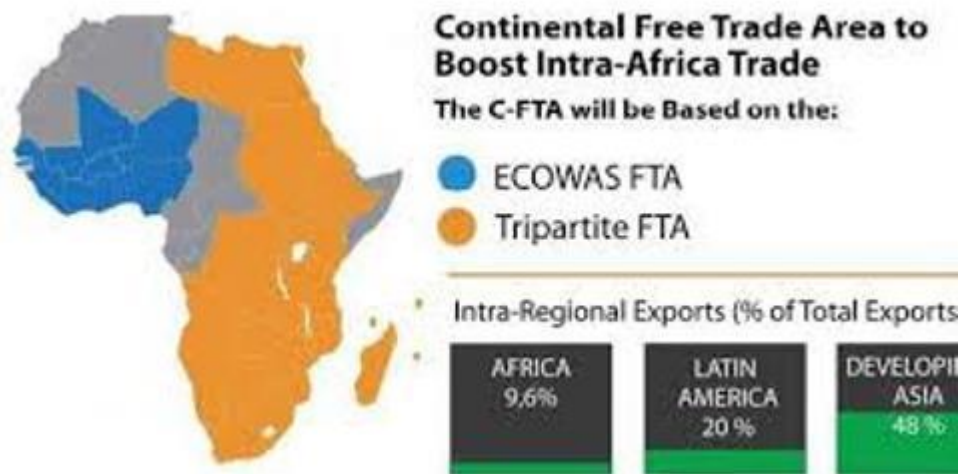 Continental Free Trade Area to
Boost Intra-Africa Trade
The C-FTA will be Based on the:
ECOWAS FTA
Tripartite FTA
Intra-Regional Exports (% of Total Exports
AFRICA
9,6%
LATIN
AMERICA
20 %
DEVELOPI
ASIA
48 %